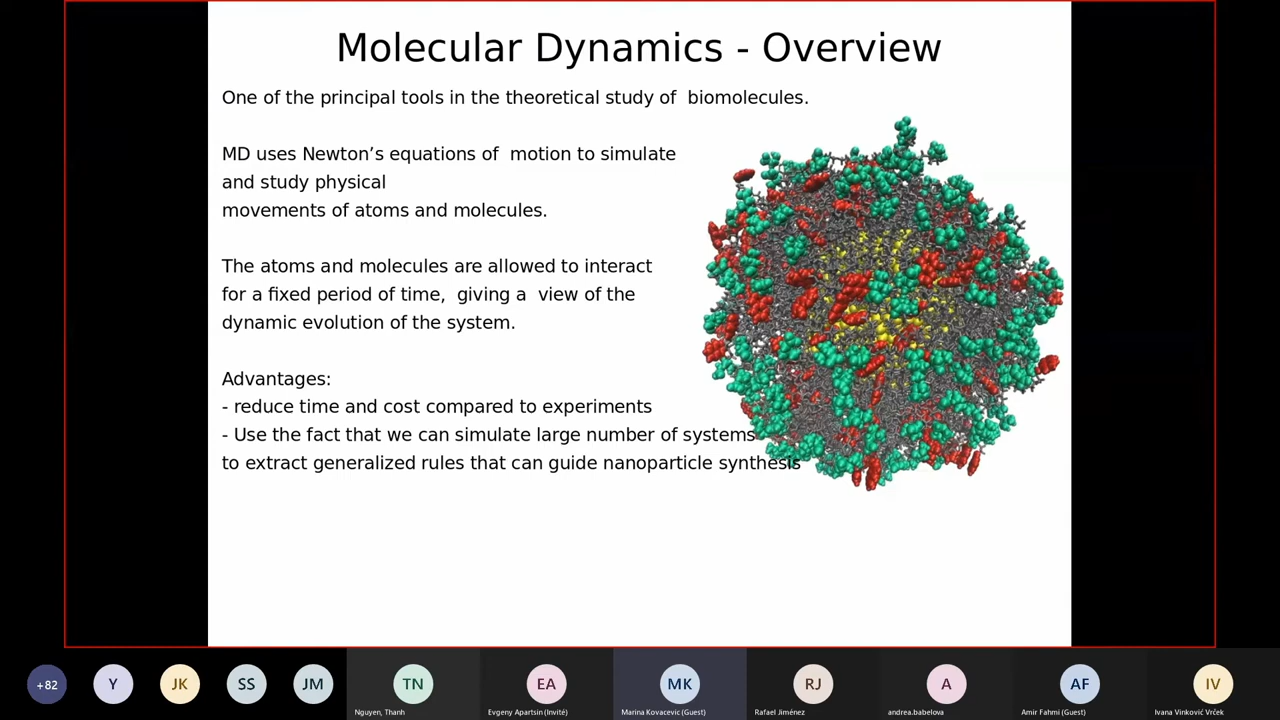 Molecular Dynamics - Overview
One of the principal tools in the theoretical study of biomolecules.
MD uses Newton’s equations of motion to simulate
and study physical
movements of atoms and molecules.
The atoms and molecules are allowed to interact
for a fixed period of time, giving a view of the
dynamic evolution of the system.
Advantages:
- reduce time and cost compared to experiments
- Use the fact that we can simulate large number of systems
to extract generalized rules that can guide nanoparticle synthesis
+82 Y JK SS JM TN EA MK RJ A AF IV
Nguyen, Thanh Evgeny Apartsin (Invité) Marina Kovacevic (Guest) Rafael Jiménez andrea.babelova Amir Fahmi (Guest) Ivana Vinković Vrček